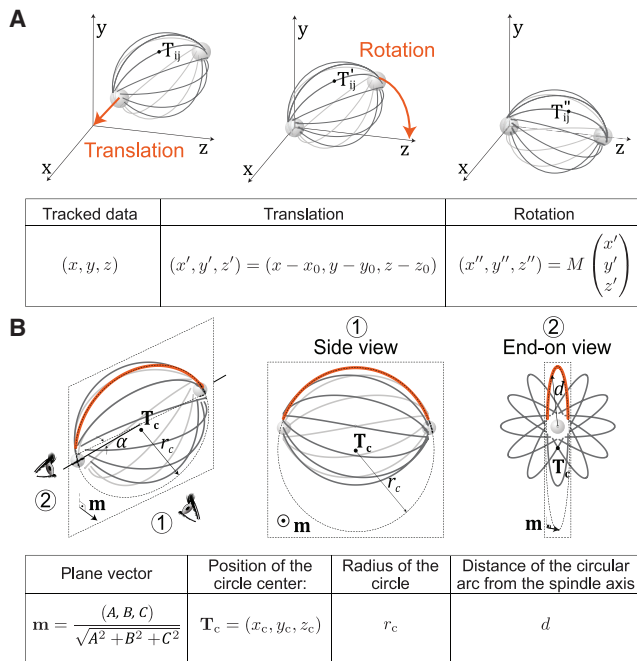 A
y
T_ij
Translation
x
z
y
Rotation
T'_ij
x
z
y
T''_ij
x
z
Tracked data Translation Rotation
(x, y, z) (x′, y′, z′) = (x − x₀, y − y₀, z − z₀) (x″, y″, z″) = M (x′ y′ z′)
B
α
T_c
r_c
②
①
m
①
Side view
T_c
r_c
m
②
End-on view
d
T_c
m
Plane vector Position of the circle center: Radius of the circle Distance of the circular arc from the spindle axis
m = (A, B, C) / √(A² + B² + C²) T_c = (x_c, y_c, z_c) r_c d